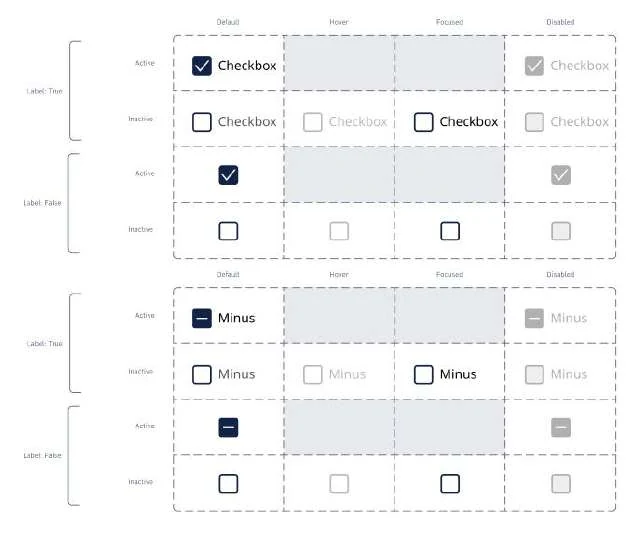 Default Hover Focused Disabled
Label: True
Active Checkbox Checkbox
Inactive Checkbox Checkbox Checkbox Checkbox
Label: False
Active
Inactive
Default Hover Focused Disabled
Label: True
Active Minus Minus
Inactive Minus Minus Minus Minus
Label: False
Active
Inactive